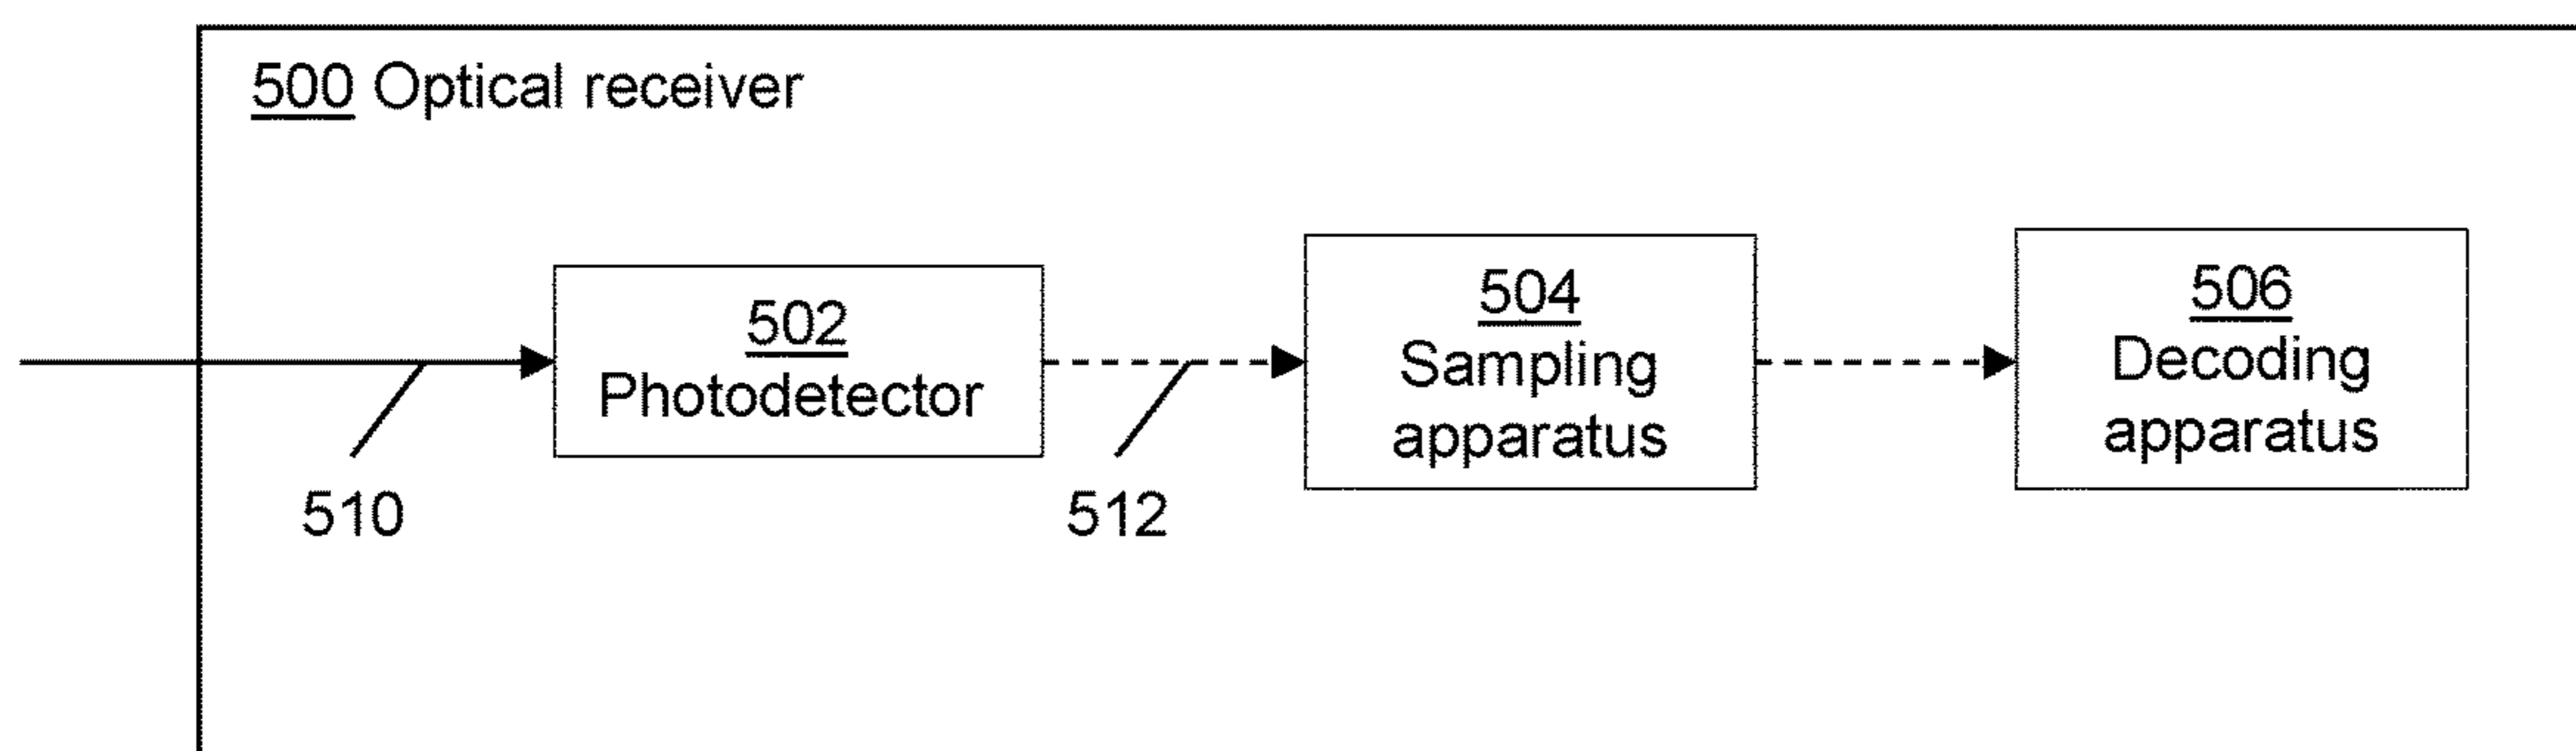 500 Optical receiver
502
Photodetector
504
Sampling
apparatus
506
Decoding
apparatus
510
512